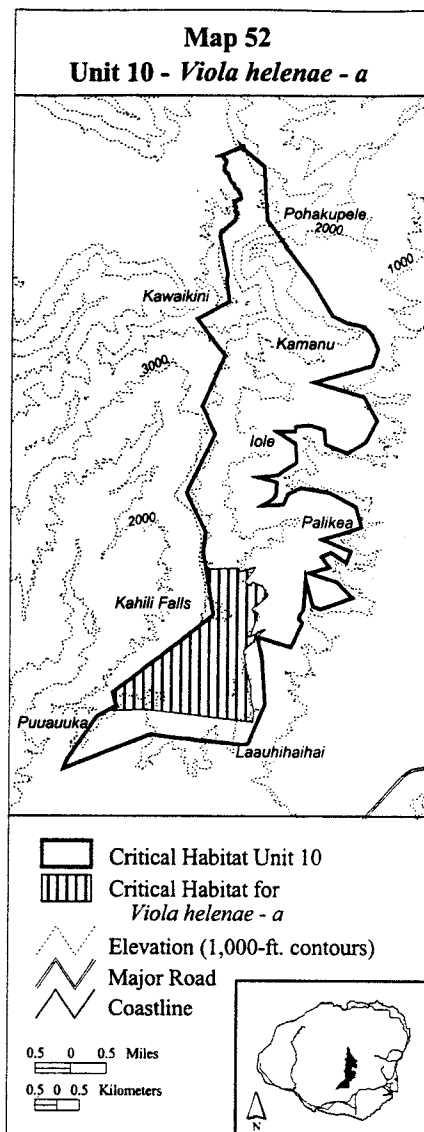 Map 52
Unit 10 - Viola helenae - a
Pohakupele
2000
1000
Kawaikini
Kamanu
3000
Iole
2000
Palikea
Kahili Falls
Puuauuka
Laauhihaihai
Critical Habitat Unit 10
Critical Habitat for
Viola helenae - a
Elevation (1,000-ft. contours)
Major Road
Coastline
0.5 0 0.5 Miles
0.5 0 0.5 Kilometers
N